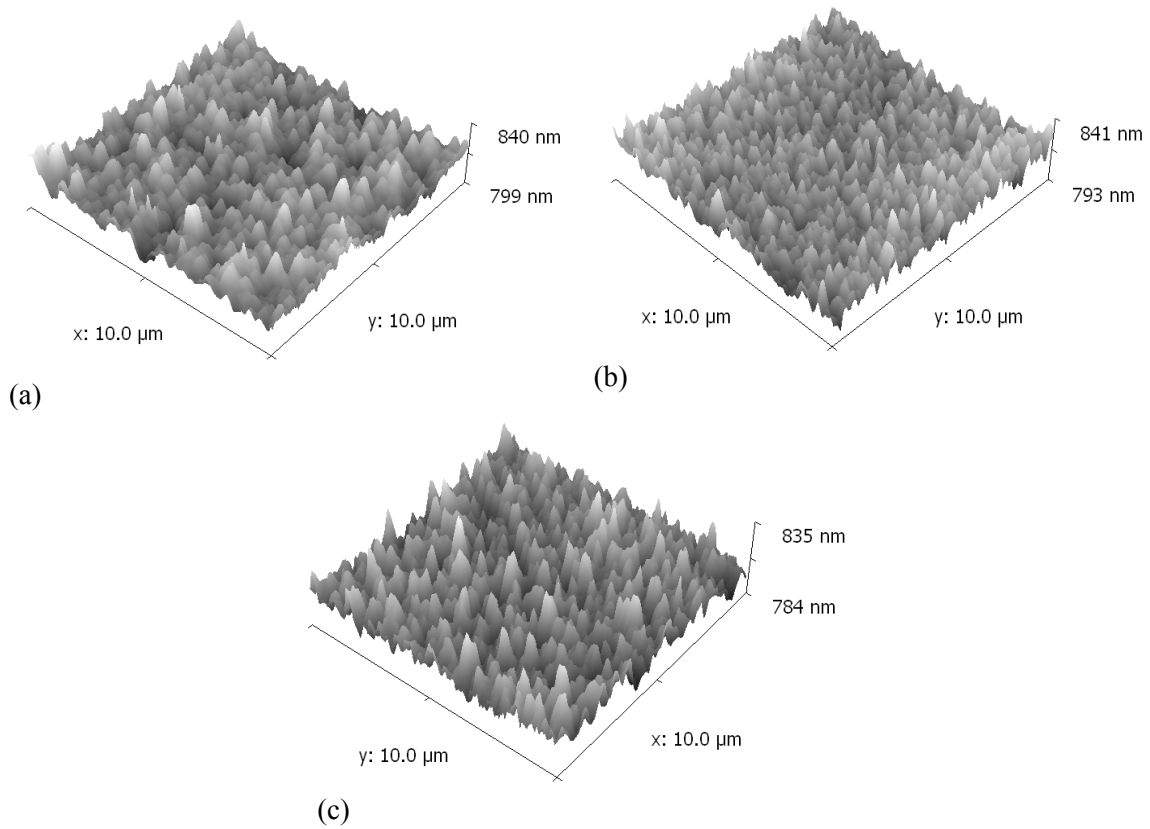 840 nm
799 nm
x: 10.0 µm
y: 10.0 µm
(a)
841 nm
793 nm
x: 10.0 µm
y: 10.0 µm
(b)
835 nm
784 nm
y: 10.0 µm
x: 10.0 µm
(c)